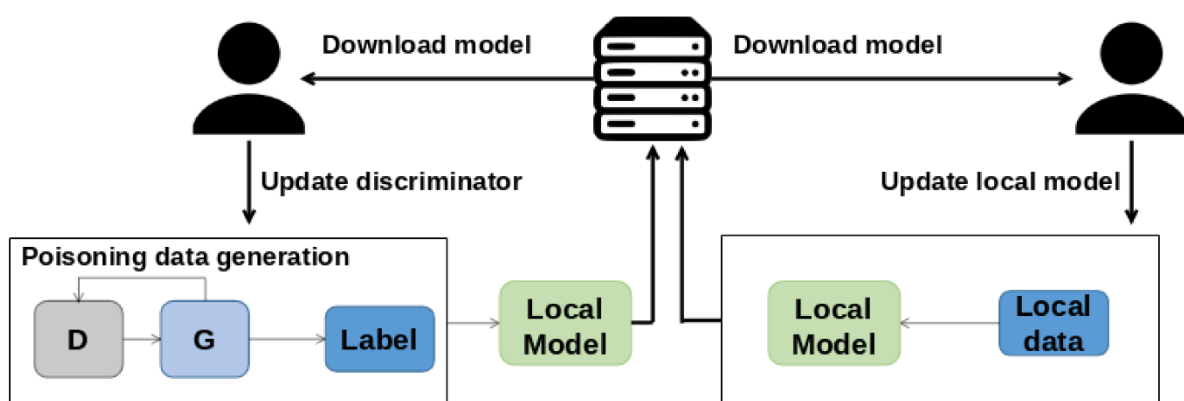 Download model
Download model
Update discriminator
Update local model
Poisoning data generation
D
G
Label
Local
Model
Local
Model
Local
data